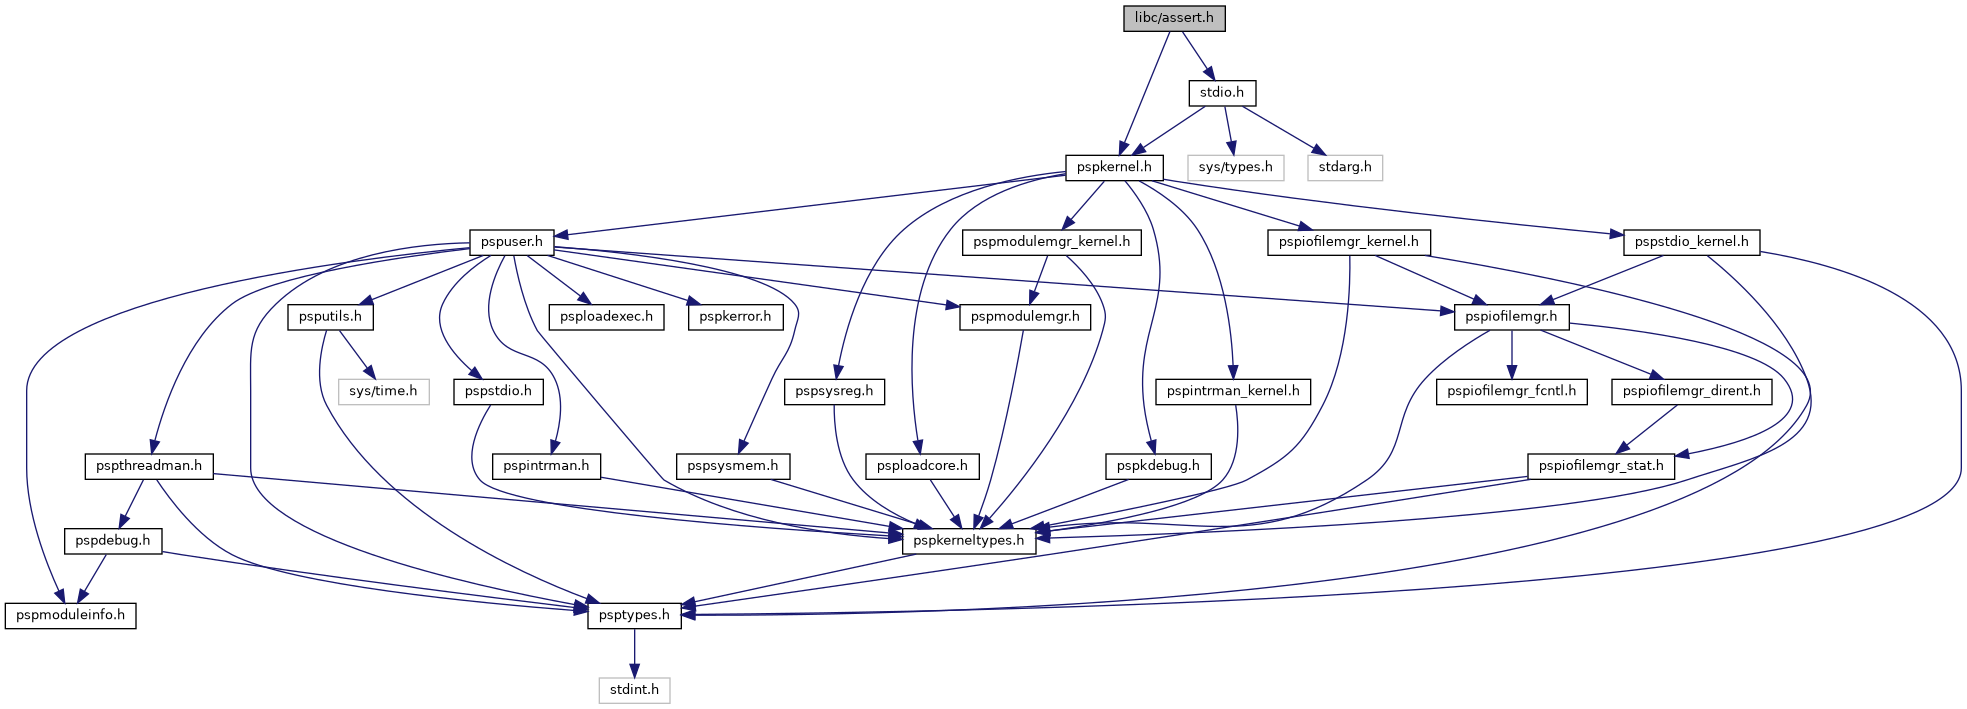 libc/assert.h
stdio.h
pspkernel.h
sys/types.h
stdarg.h
pspuser.h
pspmodulemgr_kernel.h
pspiofilemgr_kernel.h
pspstdio_kernel.h
psputils.h
psploadexec.h
pspkerror.h
pspmodulemgr.h
pspiofilemgr.h
sys/time.h
pspstdio.h
pspsysreg.h
pspintrman_kernel.h
pspiofilemgr_fcntl.h
pspiofilemgr_dirent.h
pspthreadman.h
pspintrman.h
pspsysmem.h
psploadcore.h
pspkdebug.h
pspiofilemgr_stat.h
pspdebug.h
pspkerneltypes.h
pspmoduleinfo.h
psptypes.h
stdint.h